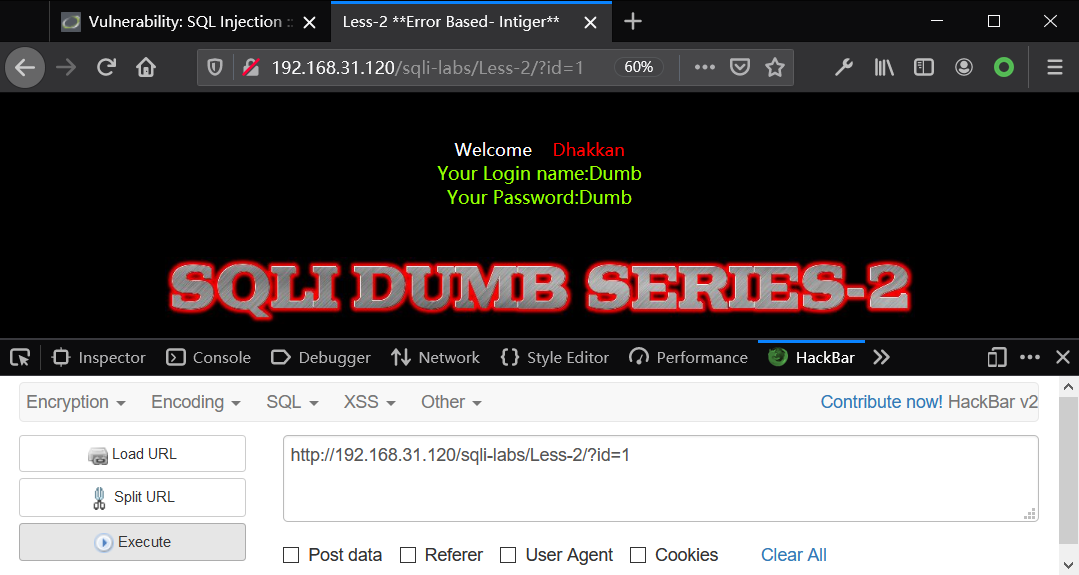 Vulnerability: SQL Injection :: Less-2 **Error Based- Intiger**
192.168.31.120/sqli-labs/Less-2/?id=1 60%
Welcome Dhakkan
Your Login name:Dumb
Your Password:Dumb
SQLI DUMB SERIES-2
Inspector Console Debugger Network Style Editor Performance HackBar
Encryption Encoding SQL XSS Other Contribute now! HackBar v2
Load URL http://192.168.31.120/sqli-labs/Less-2/?id=1
Split URL
Execute
Post data Referer User Agent Cookies Clear All